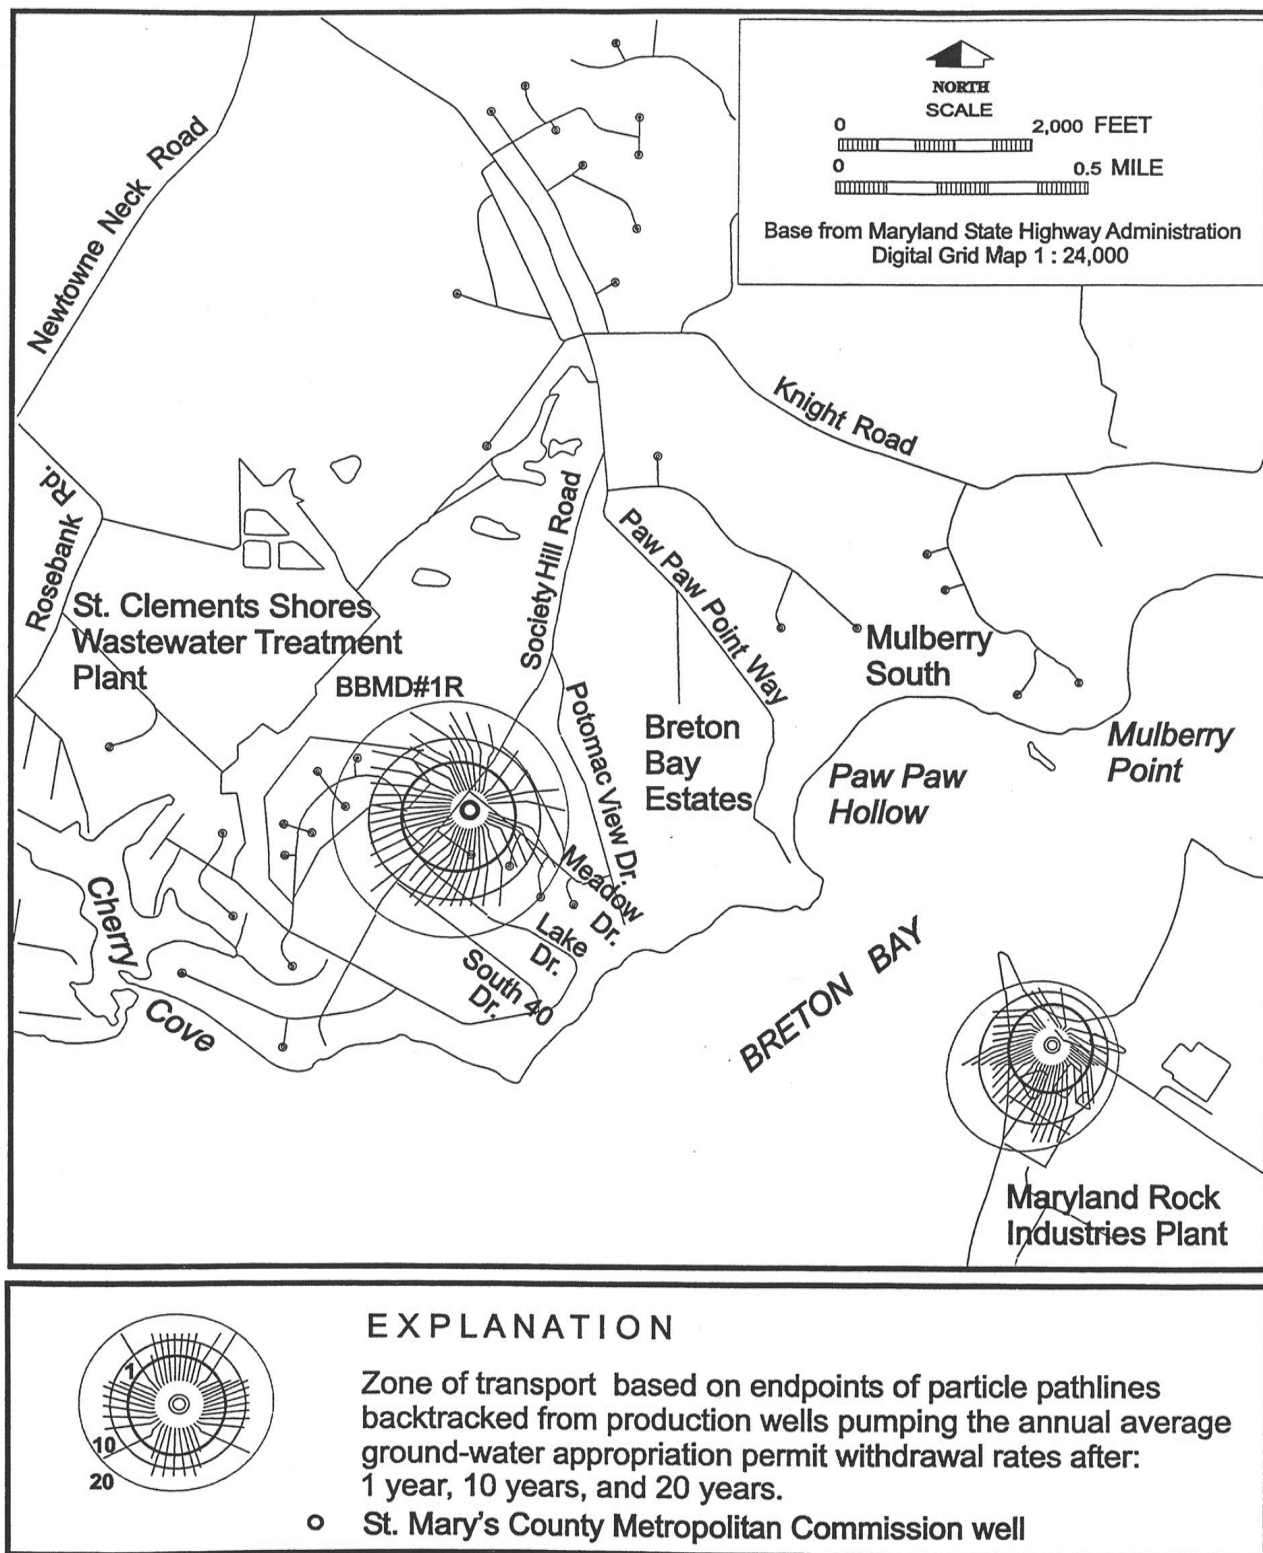 NORTH
SCALE
0 2,000 FEET
0 0.5 MILE
Base from Maryland State Highway Administration
Digital Grid Map 1 : 24,000
Newtowne Neck Road
Knight Road
Rosebank Rd.
Society Hill Road
Paw Paw Point Way
St. Clements Shores
Wastewater Treatment
Plant
BBMD#1R
Mulberry
South
Potomac View Dr.
Breton
Bay
Estates
Mulberry
Point
Paw Paw
Hollow
Meadow
Dr.
Lake
Dr.
South 40
Dr.
Cherry
Cove
BRETON BAY
Maryland Rock
Industries Plant
EXPLANATION
1
10
20
Zone of transport based on endpoints of particle pathlines
backtracked from production wells pumping the annual average
ground-water appropriation permit withdrawal rates after:
1 year, 10 years, and 20 years.
St. Mary's County Metropolitan Commission well